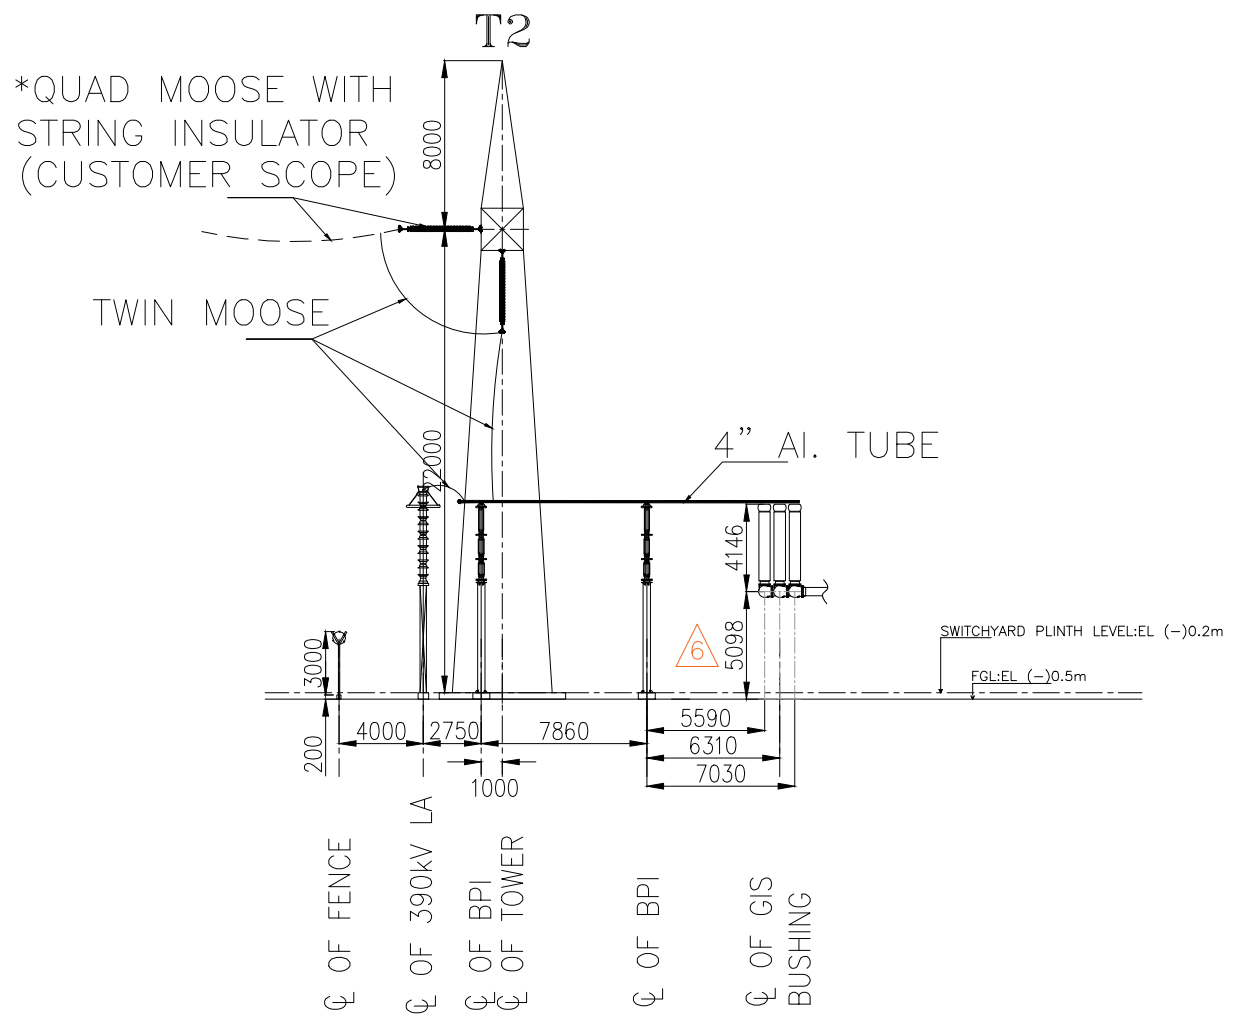 T2
*QUAD MOOSE WITH
STRING INSULATOR
(CUSTOMER SCOPE)
8000
TWIN MOOSE
22000
4" Al. TUBE
4146
5098
6
SWITCHYARD PLINTH LEVEL:EL (-)0.2m
FGL:EL (-)0.5m
3000
200
4000
2750
7860
5590
6310
7030
1000
℄ OF FENCE
℄ OF 390kV LA
℄ OF BPI
℄ OF TOWER
℄ OF BPI
℄ OF GIS
BUSHING